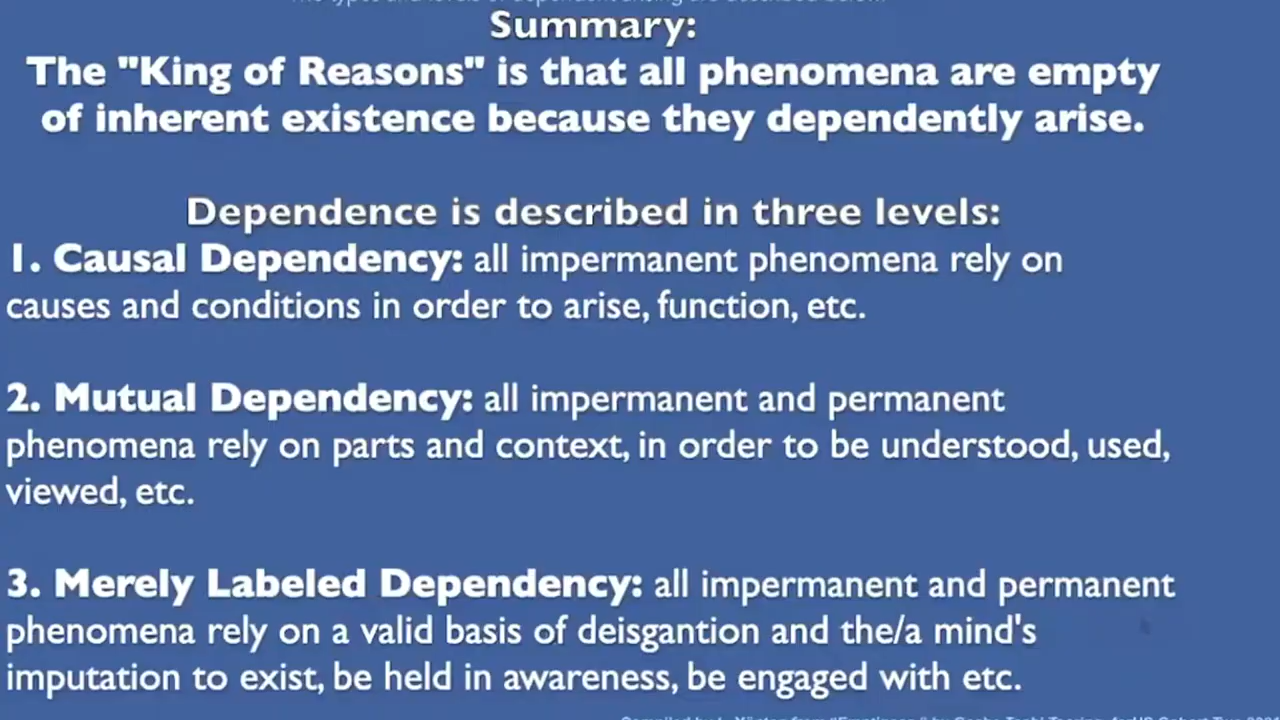 Summary:
The "King of Reasons" is that all phenomena are empty
of inherent existence because they dependently arise.
Dependence is described in three levels:
1. Causal Dependency: all impermanent phenomena rely on
causes and conditions in order to arise, function, etc.
2. Mutual Dependency: all impermanent and permanent
phenomena rely on parts and context, in order to be understood, used,
viewed, etc.
3. Merely Labeled Dependency: all impermanent and permanent
phenomena rely on a valid basis of deisgantion and the/a mind's
imputation to exist, be held in awareness, be engaged with etc.